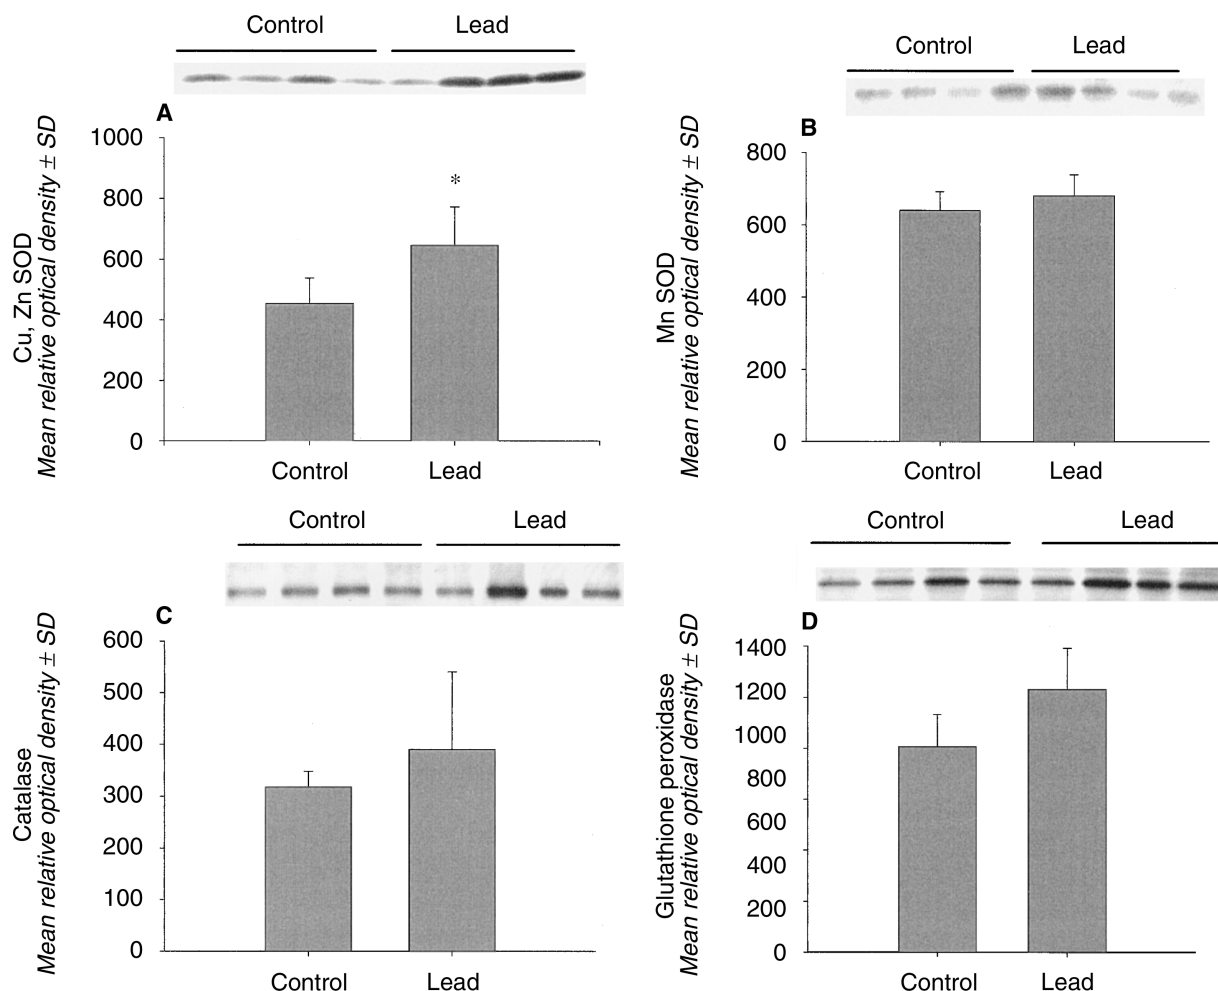 Control Lead
A
Cu, Zn SOD
Mean relative optical density ± SD
1000
800
600
400
200
0
*
Control Lead
Control Lead
B
Mn SOD
Mean relative optical density ± SD
800
600
400
200
0
Control Lead
Control Lead
C
Catalase
Mean relative optical density ± SD
600
500
400
300
200
100
0
Control Lead
Control Lead
D
Glutathione peroxidase
Mean relative optical density ± SD
1400
1200
1000
800
600
400
200
0
Control Lead